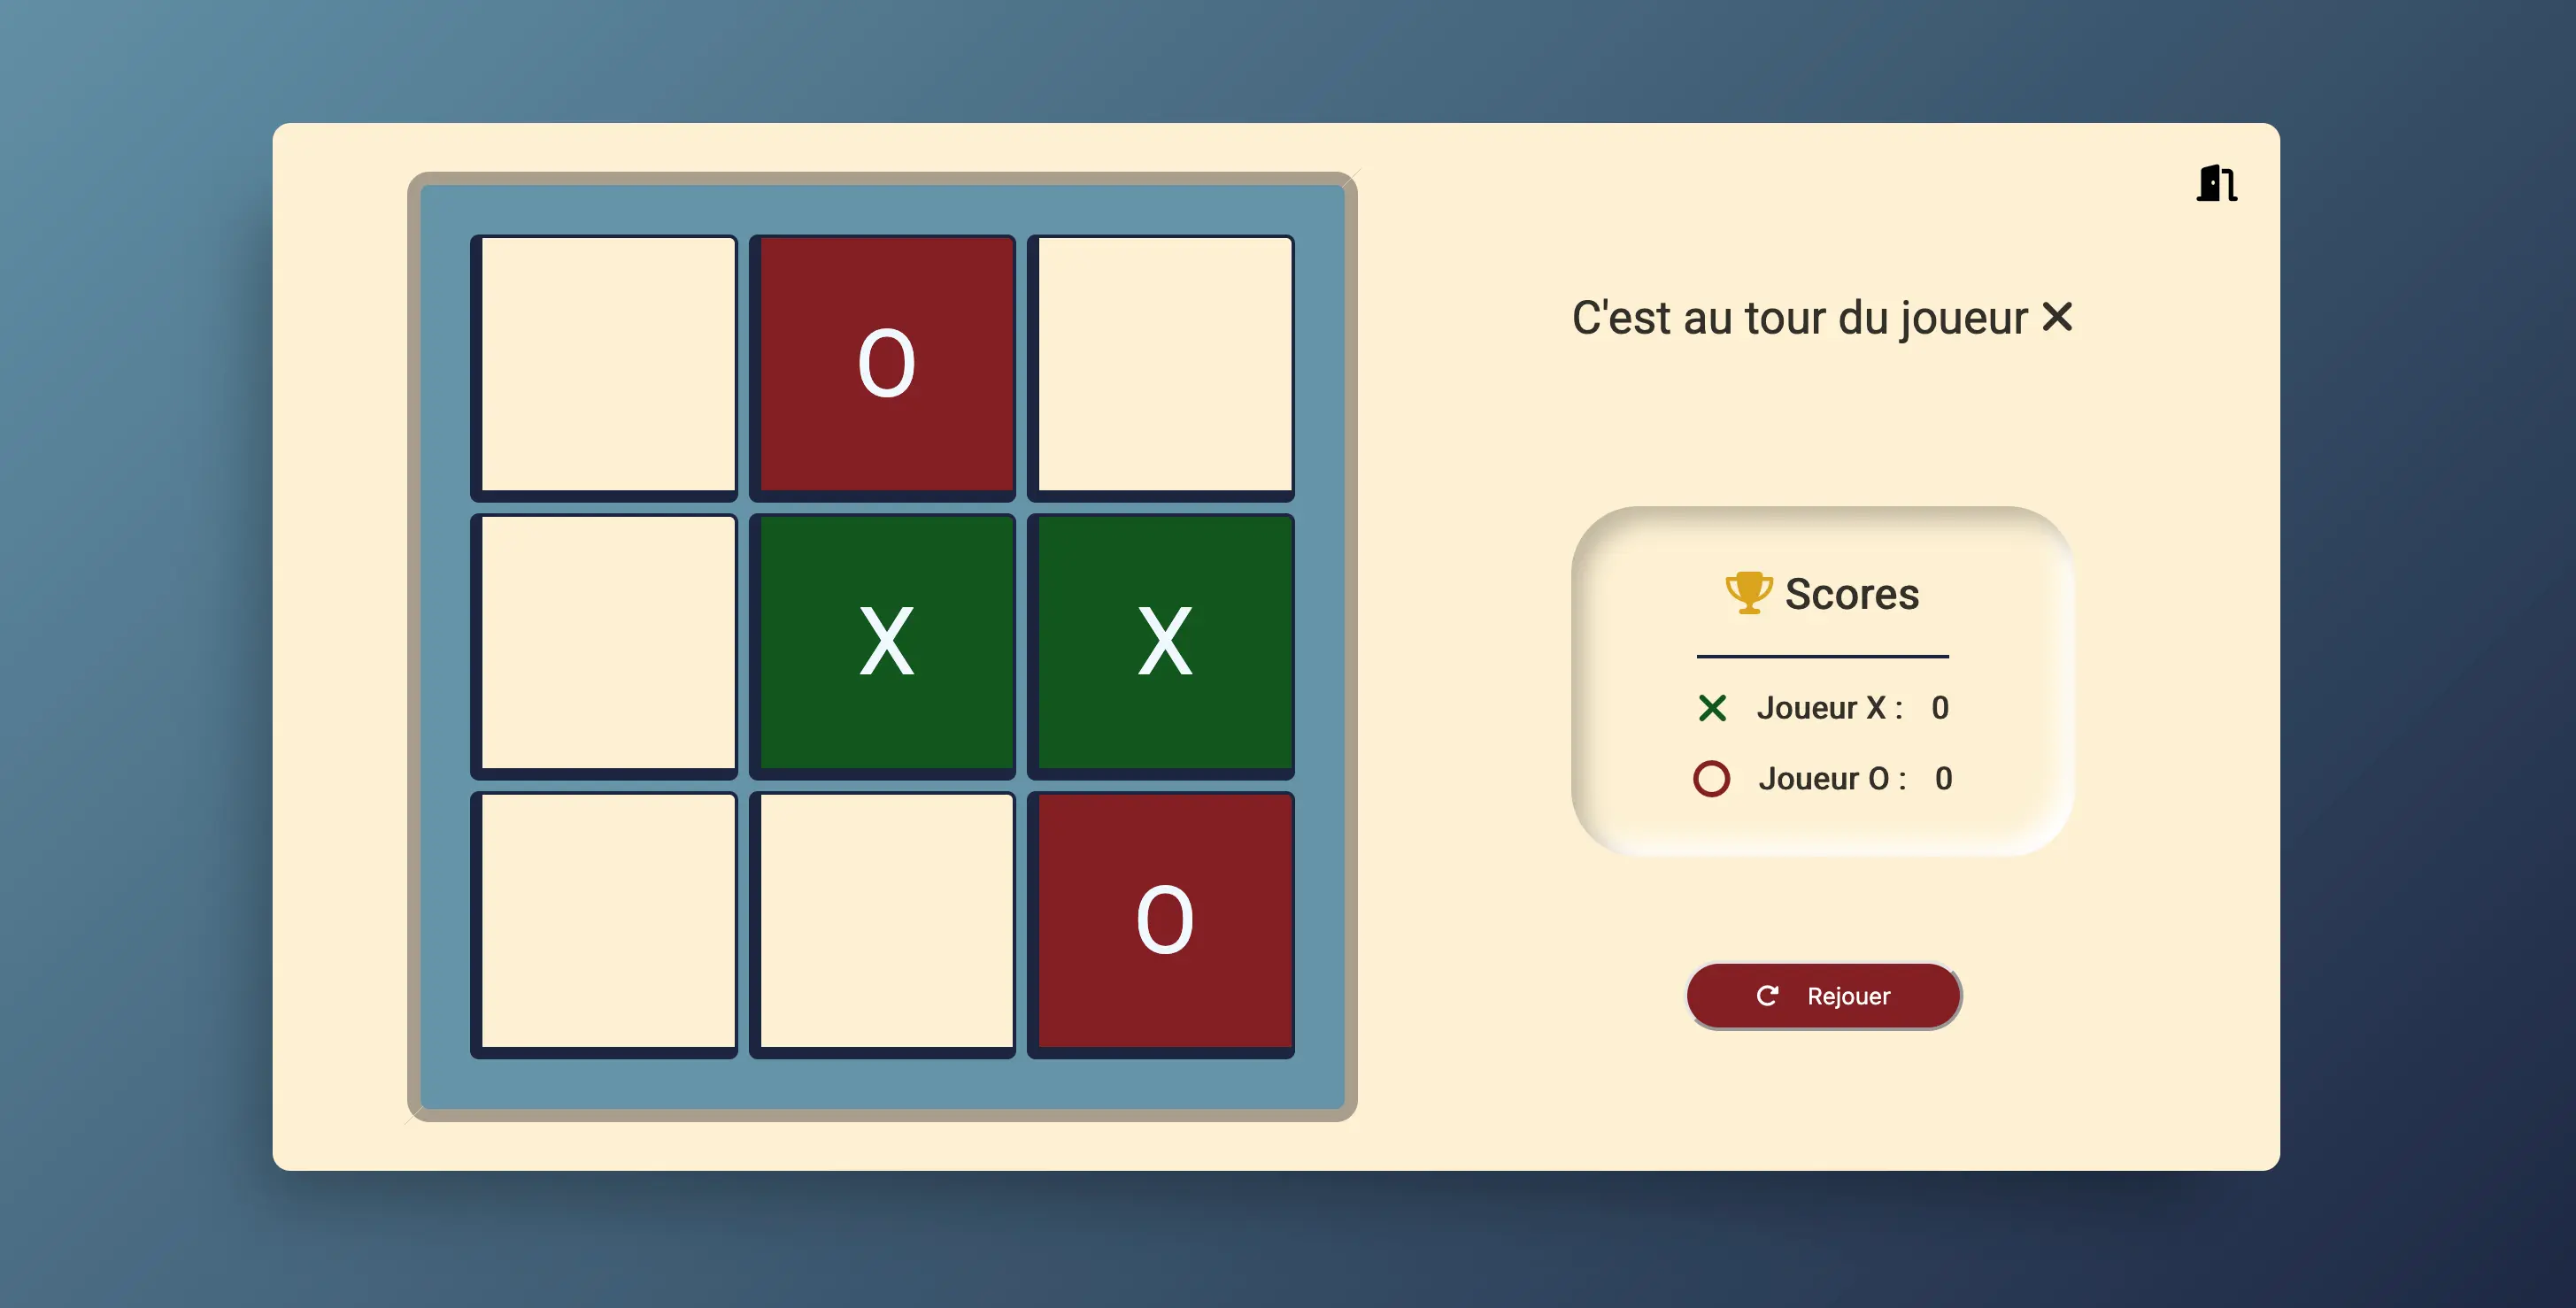 O
X X
O
C'est au tour du joueur ×
Scores
Joueur X : 0
Joueur O : 0
Rejouer